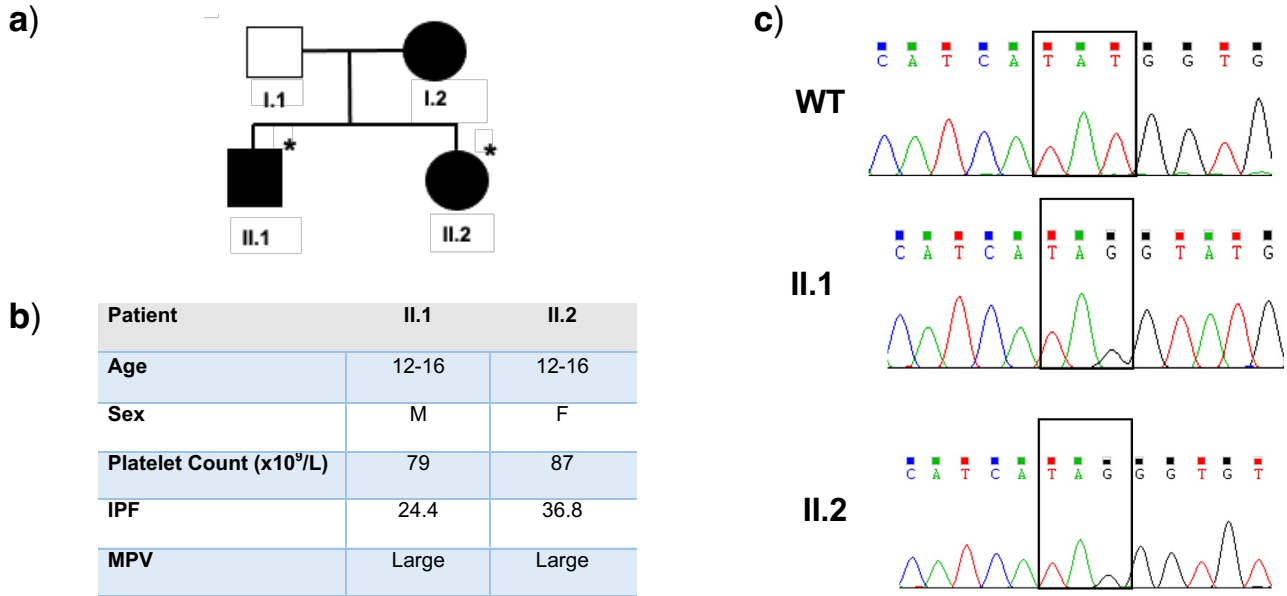 a)
I.1
I.2
*
*
II.1
II.2
b)
Patient II.1 II.2
Age 12-16 12-16
Sex M F
Platelet Count (x10⁹/L) 79 87
IPF 24.4 36.8
MPV Large Large
c)
C A T C A T A T G G T G
WT
C A T C A T A G G T A T G
II.1
C A T C A T A G G G T G T
II.2